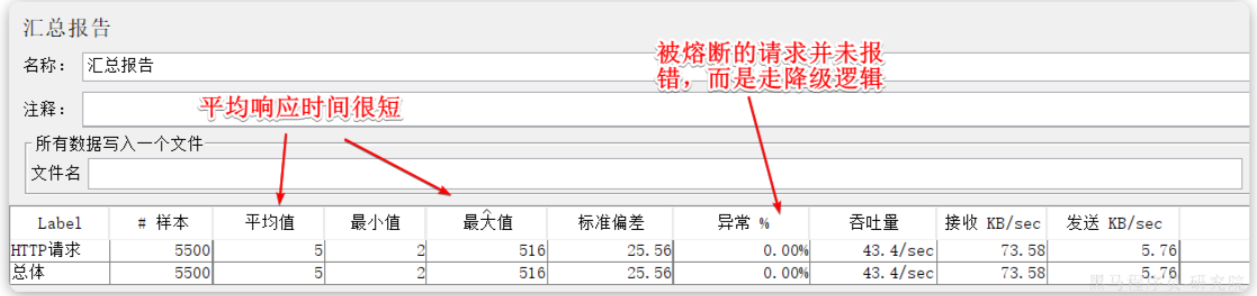 汇总报告
名称： 汇总报告
被熔断的请求并未报
错，而是走降级逻辑
注释：
平均响应时间很短
所有数据写入一个文件
文件名
Label # 样本 平均值 最小值 最大值 标准偏差 异常 % 吞吐量 接收 KB/sec 发送 KB/sec
HTTP请求 5500 5 2 516 25.56 0.00% 43.4/sec 73.58 5.76
总体 5500 5 2 516 25.56 0.00% 43.4/sec 73.58 5.76
黑马程序员 研究院